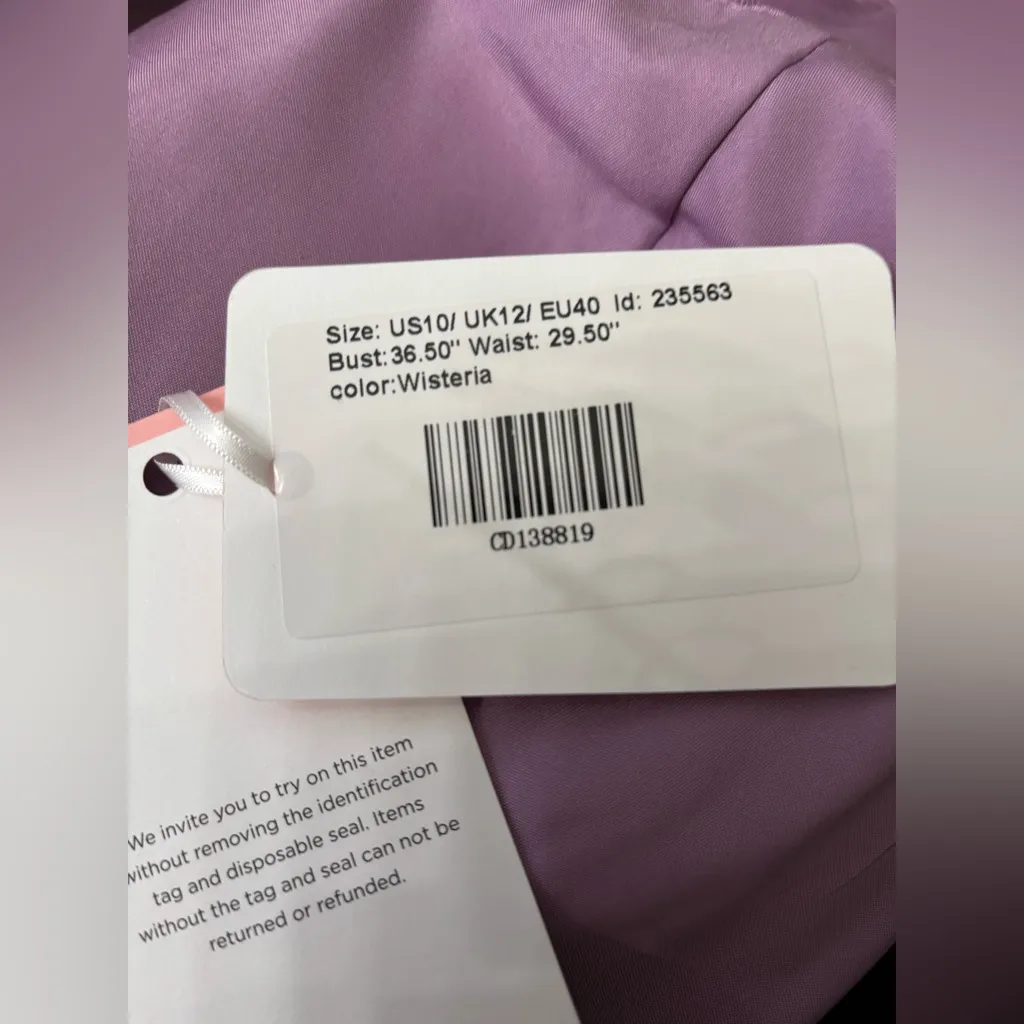 Size: US10/ UK12/ EU40 Id: 235563
Bust:36.50" Waist: 29.50"
color:Wisteria
CD138819
We invite you to try on this item
without removing the identification
tag and disposable seal. Items
without the tag and seal can not be
returned or refunded.